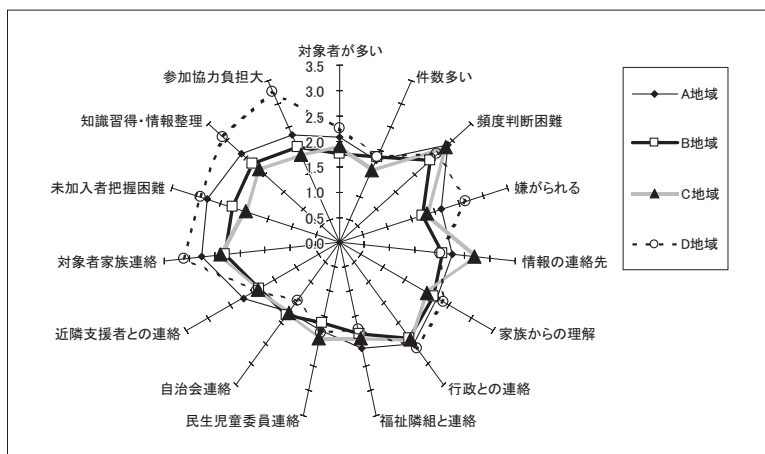 対象者が多い
件数多い
頻度判断困難
嫌がられる
情報の連絡先
家族からの理解
行政との連絡
福祉隣組と連絡
民生児童委員連絡
自治会連絡
近隣支援者との連絡
対象者家族連絡
未加入者把握困難
知識習得・情報整理
参加協力負担大
3.5
3.0
2.5
2.0
1.5
1.0
0.5
0.0
A地域
B地域
C地域
D地域